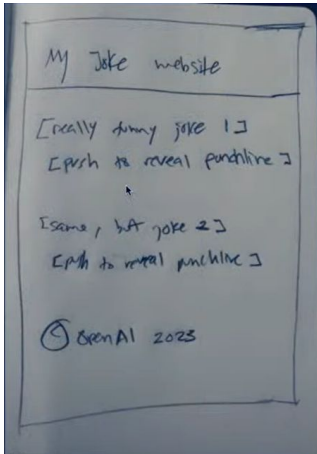 My Joke website
[really funny joke 1]
[push to reveal punchline]
[same, but joke 2]
[push to reveal punchline]
© OpenAI 2023